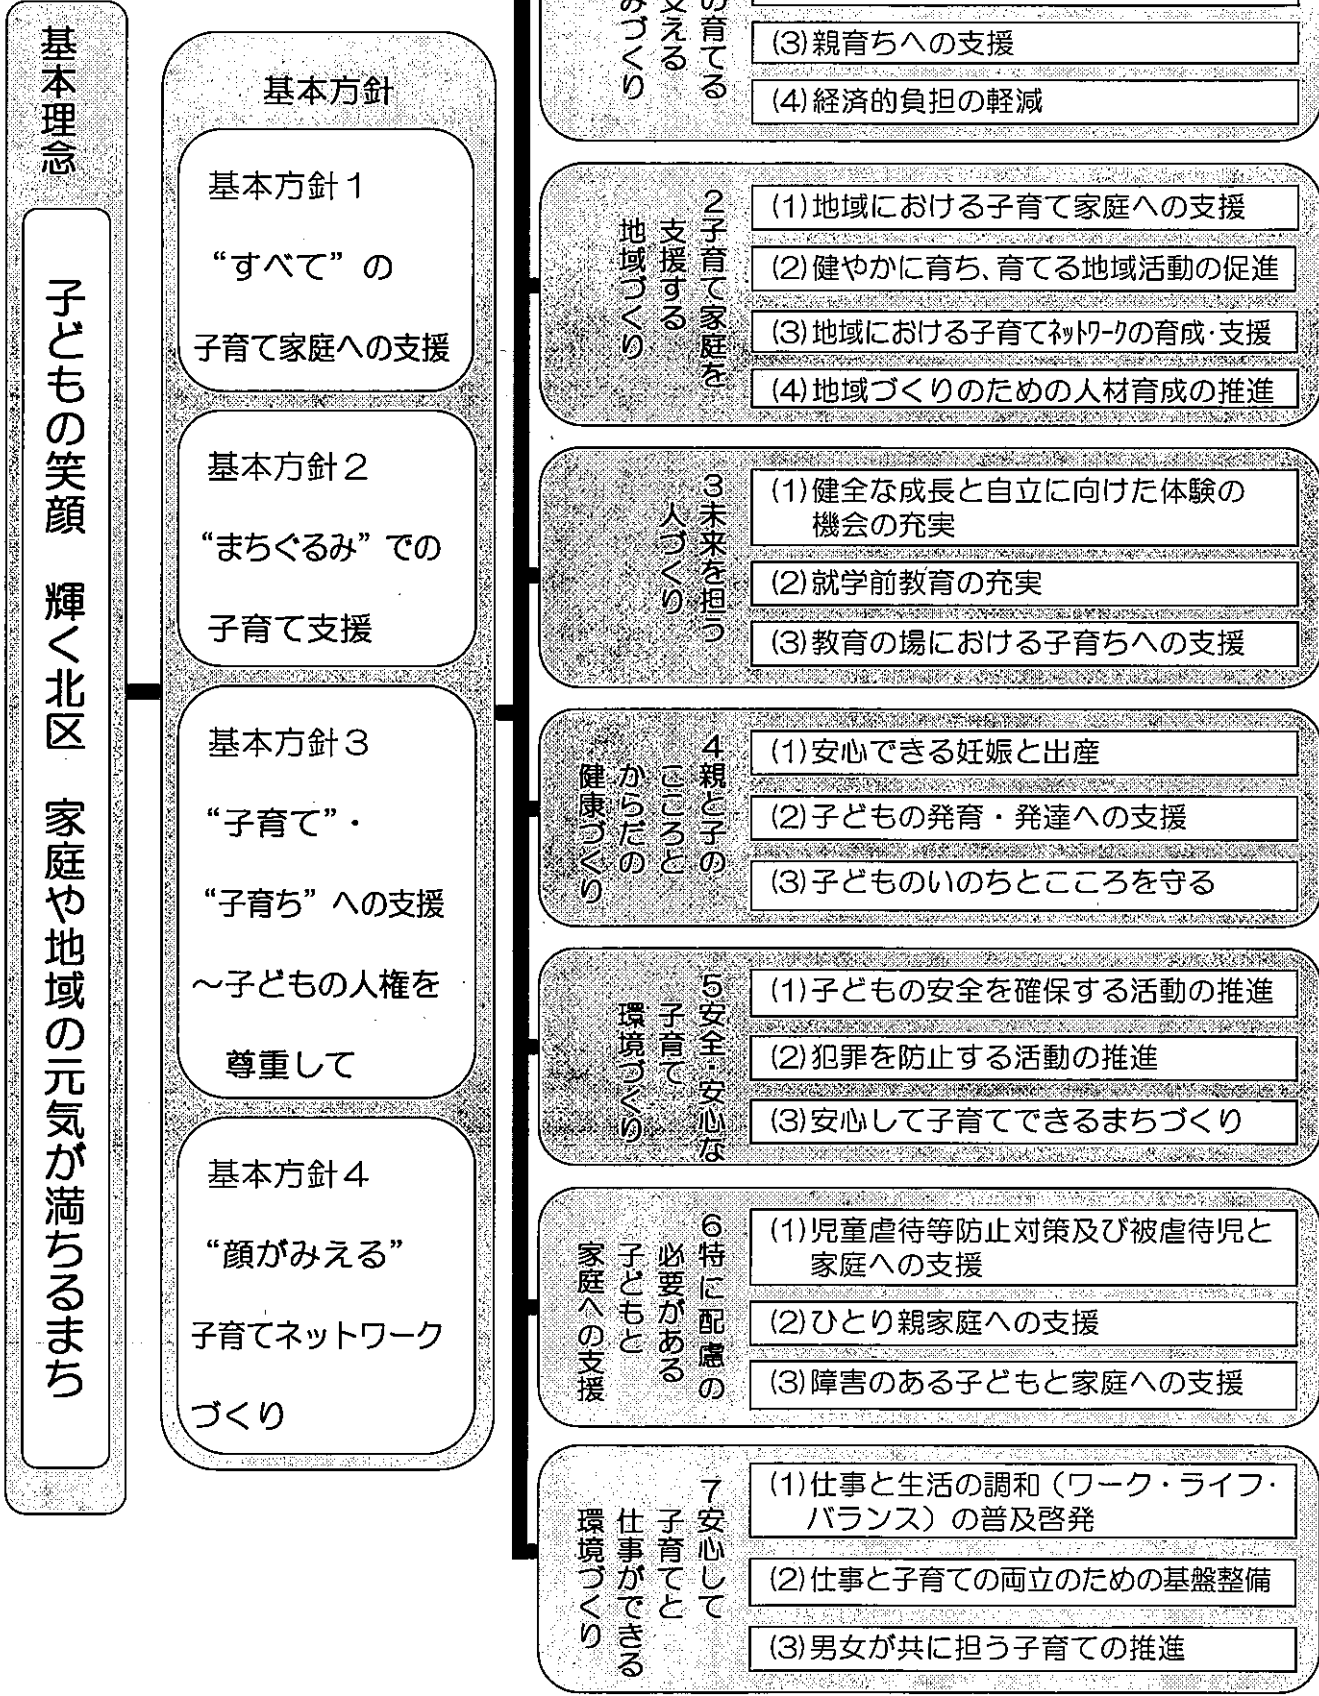 基本理念
子どもの笑顔 輝く北区 家庭や地域の元気が満ちるまち
基本方針
基本方針1
“すべて”の
子育て家庭への支援
基本方針2
“まちぐるみ”での
子育て支援
基本方針3
“子育て”・
“子育ち”への支援
～子どもの人権を
尊重して
基本方針4
“顔がみえる”
子育てネットワーク
づくり
の育てる
支える
みづくり
(3)親育ちへの支援
(4)経済的負担の軽減
2子育て家庭を
支援する
地域づくり
(1)地域における子育て家庭への支援
(2)健やかに育ち、育てる地域活動の促進
(3)地域における子育てﾈｯﾄﾜｰｸの育成・支援
(4)地域づくりのための人材育成の推進
3未来を担う
人づくり
(1)健全な成長と自立に向けた体験の
機会の充実
(2)就学前教育の充実
(3)教育の場における子育ちへの支援
4親と子の
こころと
からだの
健康づくり
(1)安心できる妊娠と出産
(2)子どもの発育・発達への支援
(3)子どものいのちとこころを守る
5安全・安心な
子育て
環境づくり
(1)子どもの安全を確保する活動の推進
(2)犯罪を防止する活動の推進
(3)安心して子育てできるまちづくり
6特に配慮の
必要がある
子どもと
家庭への支援
(1)児童虐待等防止対策及び被虐待児と
家庭への支援
(2)ひとり親家庭への支援
(3)障害のある子どもと家庭への支援
7安心して
子育てと
仕事ができる
環境づくり
(1)仕事と生活の調和（ワーク・ライフ・
バランス）の普及啓発
(2)仕事と子育ての両立のための基盤整備
(3)男女が共に担う子育ての推進